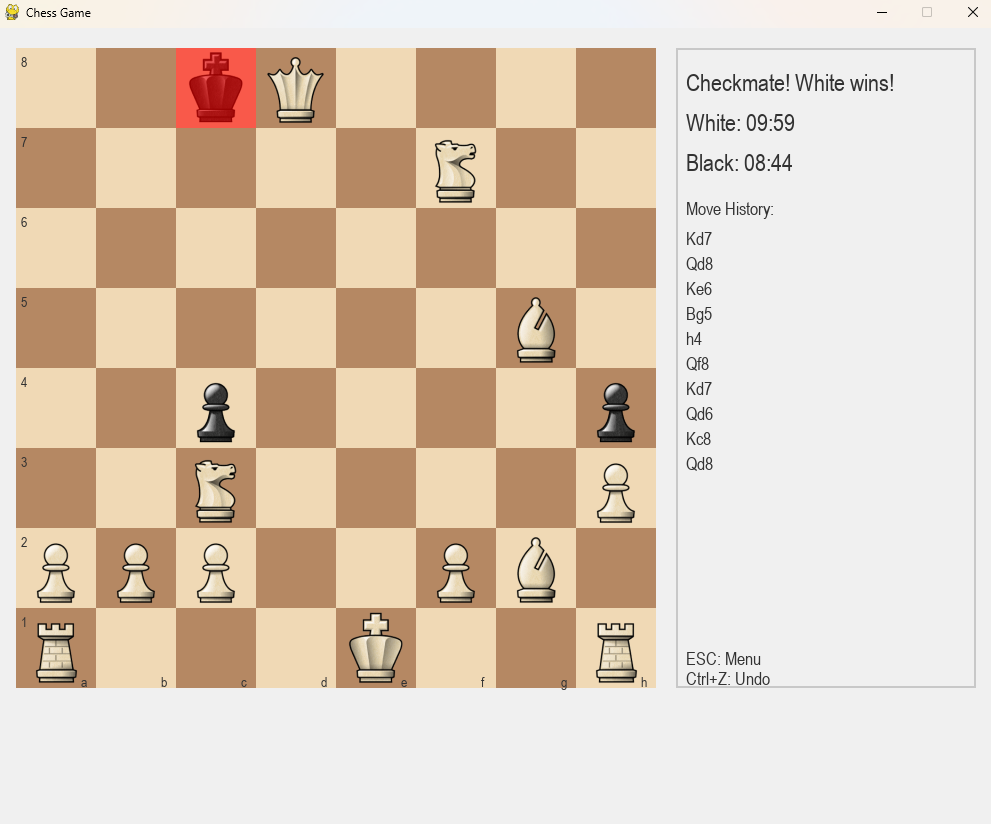 Chess Game
8
7
6
5
4
3
2
1
a b c d e f g h
Checkmate! White wins!
White: 09:59
Black: 08:44
Move History:
Kd7
Qd8
Ke6
Bg5
h4
Qf8
Kd7
Qd6
Kc8
Qd8
ESC: Menu
Ctrl+Z: Undo